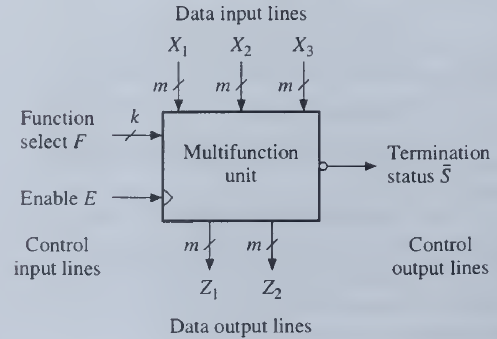 Data input lines
X₁ X₂ X₃
m m m
Function select F
k
Multifunction unit
Termination status S̄
Enable E
Control input lines
m m
Control output lines
Z₁ Z₂
Data output lines